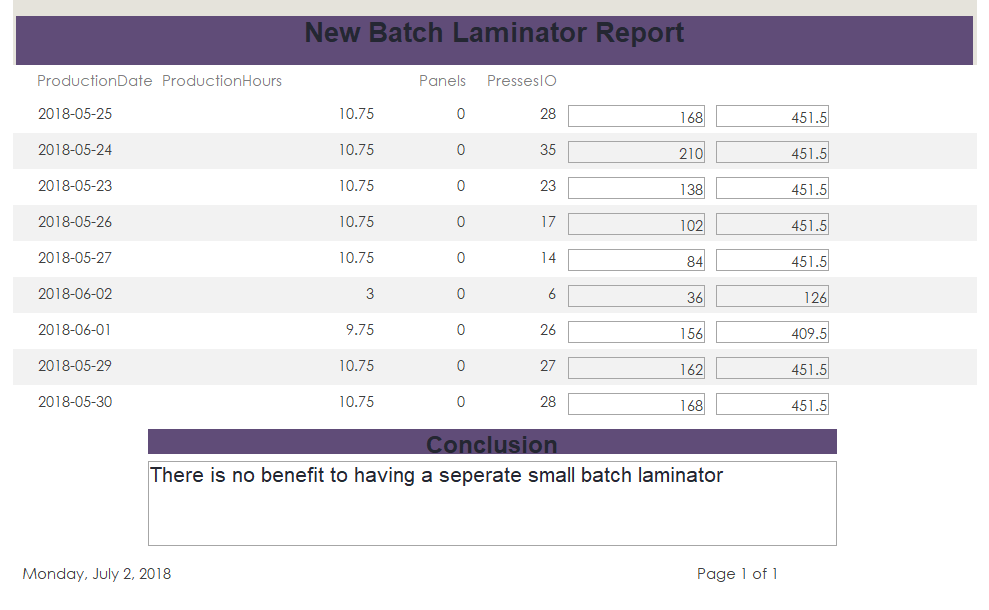 New Batch Laminator Report
ProductionDate ProductionHours Panels PressesIO
2018-05-25 10.75 0 28 168 451.5
2018-05-24 10.75 0 35 210 451.5
2018-05-23 10.75 0 23 138 451.5
2018-05-26 10.75 0 17 102 451.5
2018-05-27 10.75 0 14 84 451.5
2018-06-02 3 0 6 36 126
2018-06-01 9.75 0 26 156 409.5
2018-05-29 10.75 0 27 162 451.5
2018-05-30 10.75 0 28 168 451.5
Conclusion
There is no benefit to having a seperate small batch laminator
Monday, July 2, 2018 Page 1 of 1